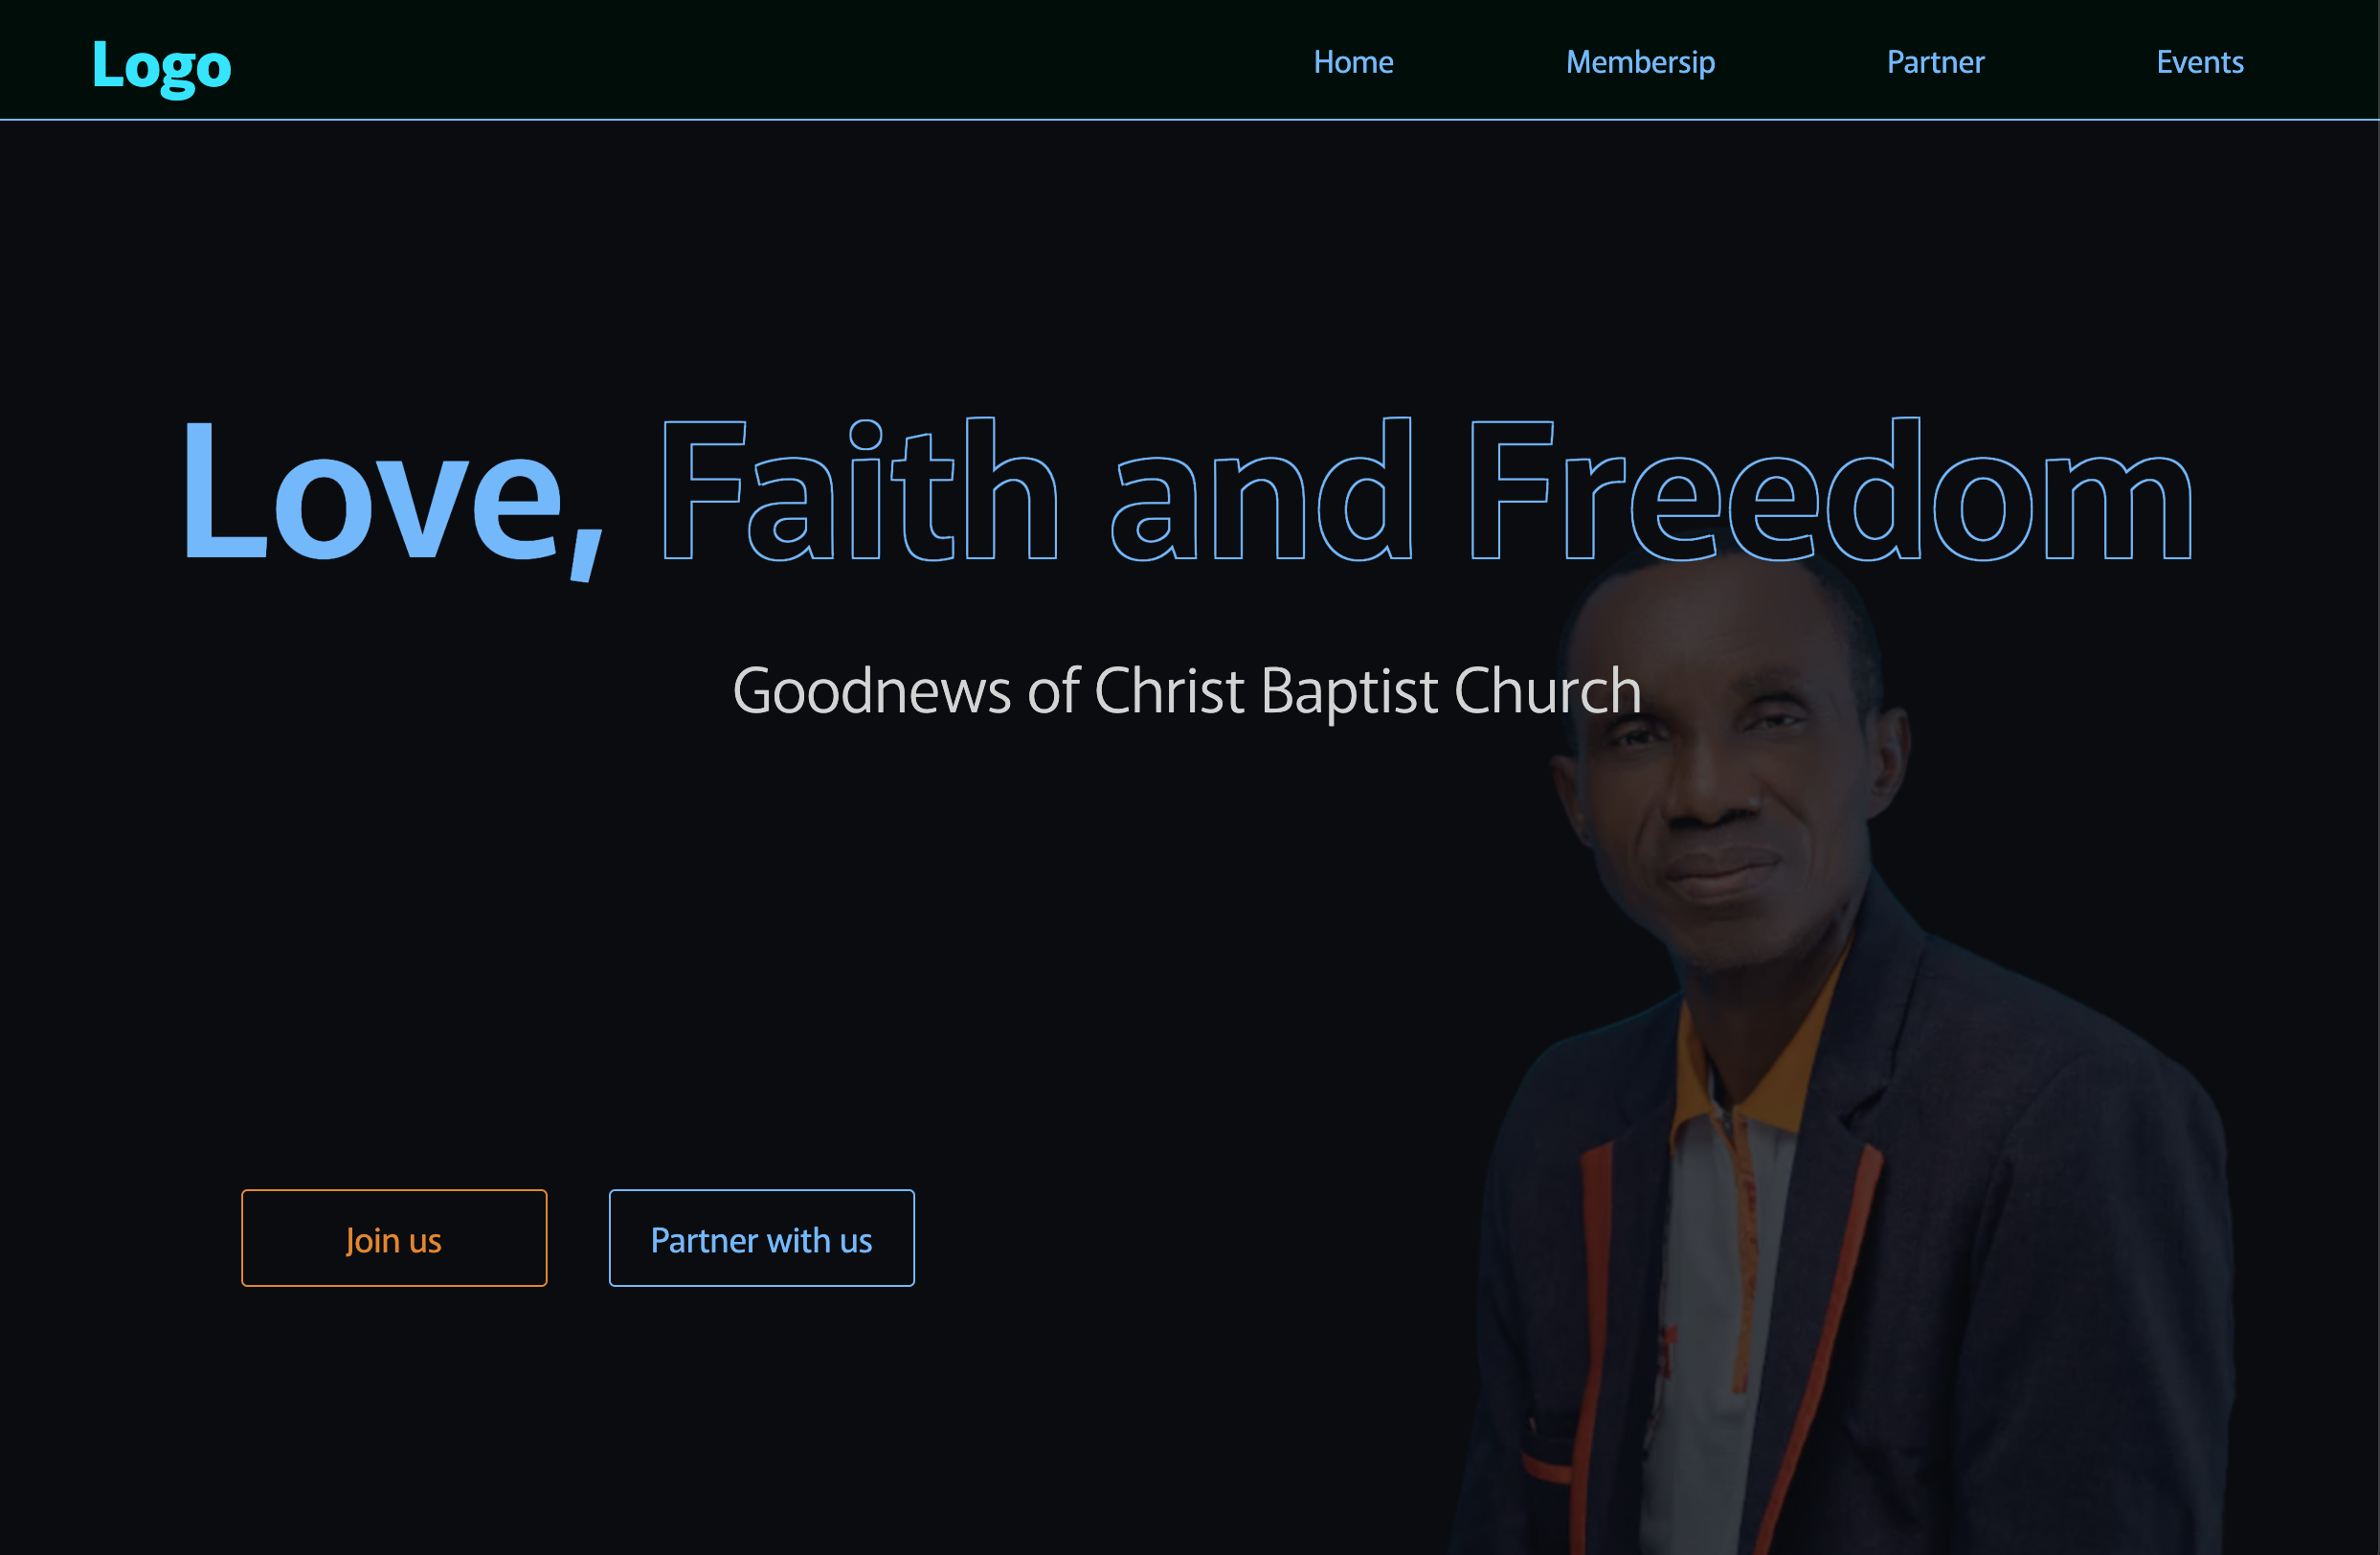 Logo
Home Membersip Partner Events
Love, Faith and Freedom
Goodnews of Christ Baptist Church
Join us Partner with us